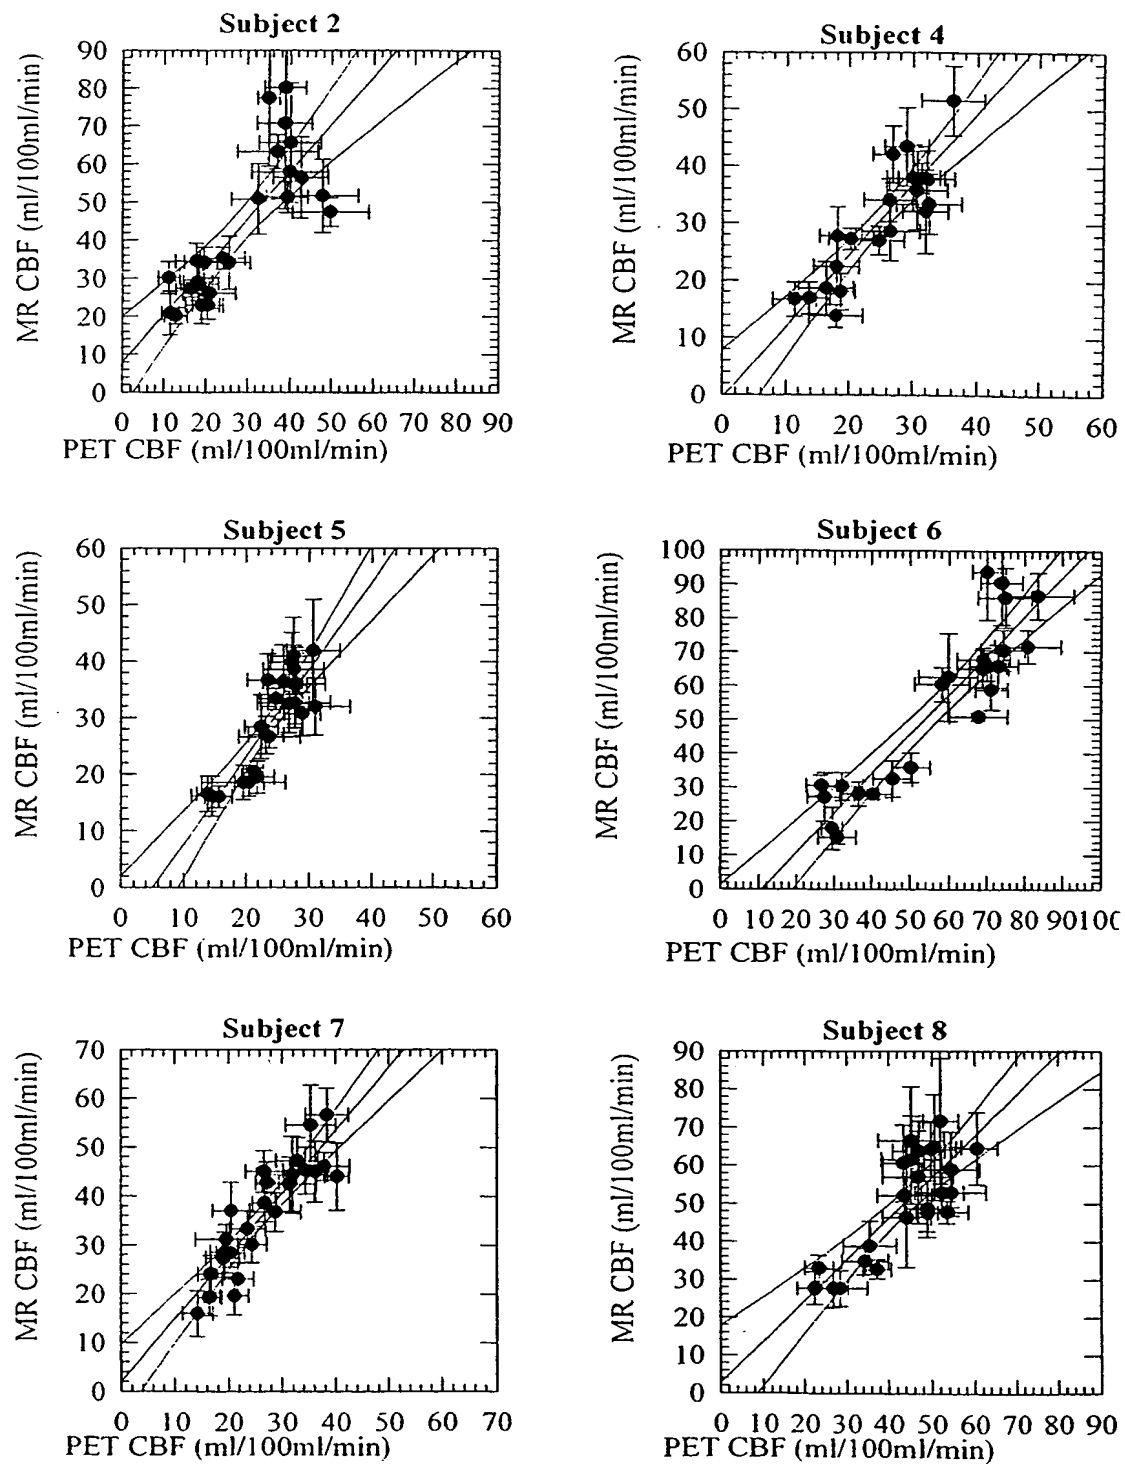 Subject 2
MR CBF (ml/100ml/min)
90
80
70
60
50
40
30
20
10
0
0 10 20 30 40 50 60 70 80 90
PET CBF (ml/100ml/min)
Subject 4
MR CBF (ml/100ml/min)
60
50
40
30
20
10
0
0 10 20 30 40 50 60
PET CBF (ml/100ml/min)
Subject 5
MR CBF (ml/100ml/min)
60
50
40
30
20
10
0
0 10 20 30 40 50 60
PET CBF (ml/100ml/min)
Subject 6
MR CBF (ml/100ml/min)
100
90
80
70
60
50
40
30
20
10
0
0 10 20 30 40 50 60 70 80 90100
PET CBF (ml/100ml/min)
Subject 7
MR CBF (ml/100ml/min)
70
60
50
40
30
20
10
0
0 10 20 30 40 50 60 70
PET CBF (ml/100ml/min)
Subject 8
MR CBF (ml/100ml/min)
90
80
70
60
50
40
30
20
10
0
0 10 20 30 40 50 60 70 80 90
PET CBF (ml/100ml/min)